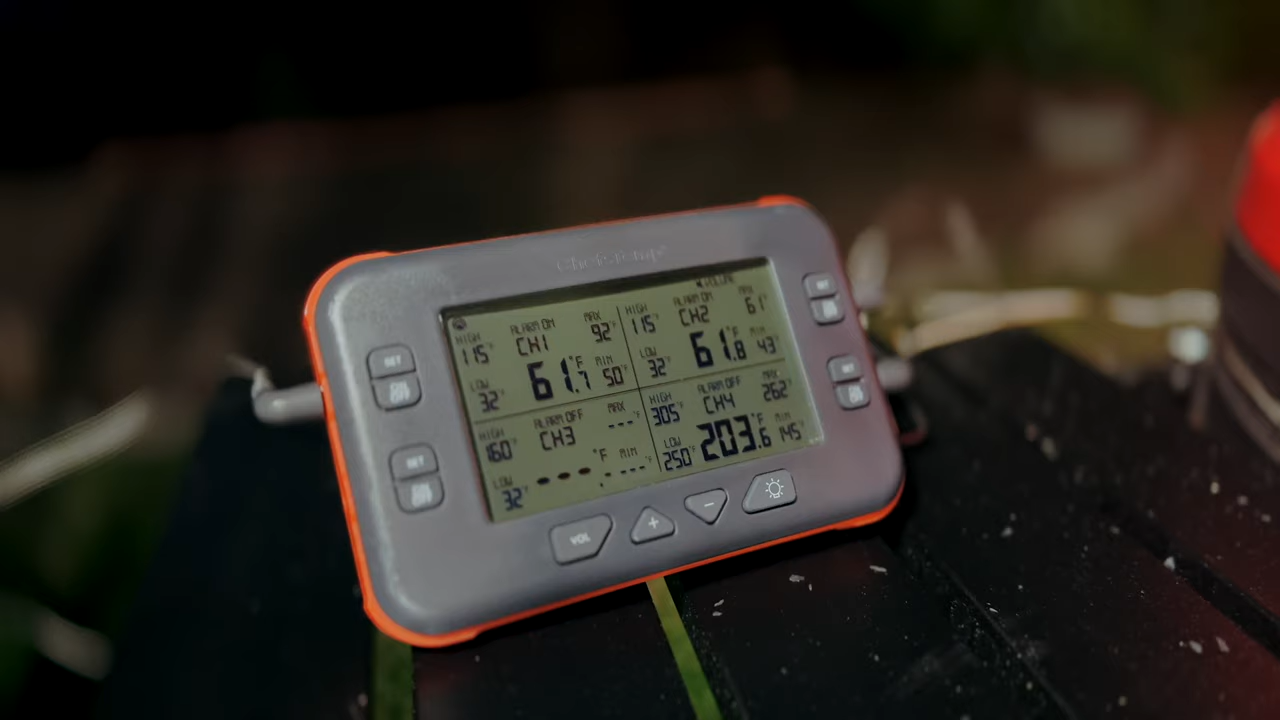 ChefsTemp
VOLUME
HIGH ALARM ON MAX
115°F CH1 92°F
LOW 61.7°F MIN
32°F 50°F
HIGH ALARM ON MAX
115°F CH2 61°F
LOW 61.8°F MIN
32°F 43°F
HIGH ALARM OFF MAX
160°F CH3 ---°F
LOW ---.-°F MIN
32°F ---°F
HIGH ALARM OFF MAX
305°F CH4 262°F
LOW 203.6°F MIN
250°F 145°F
SET
SET
SET
SET
VOL + −